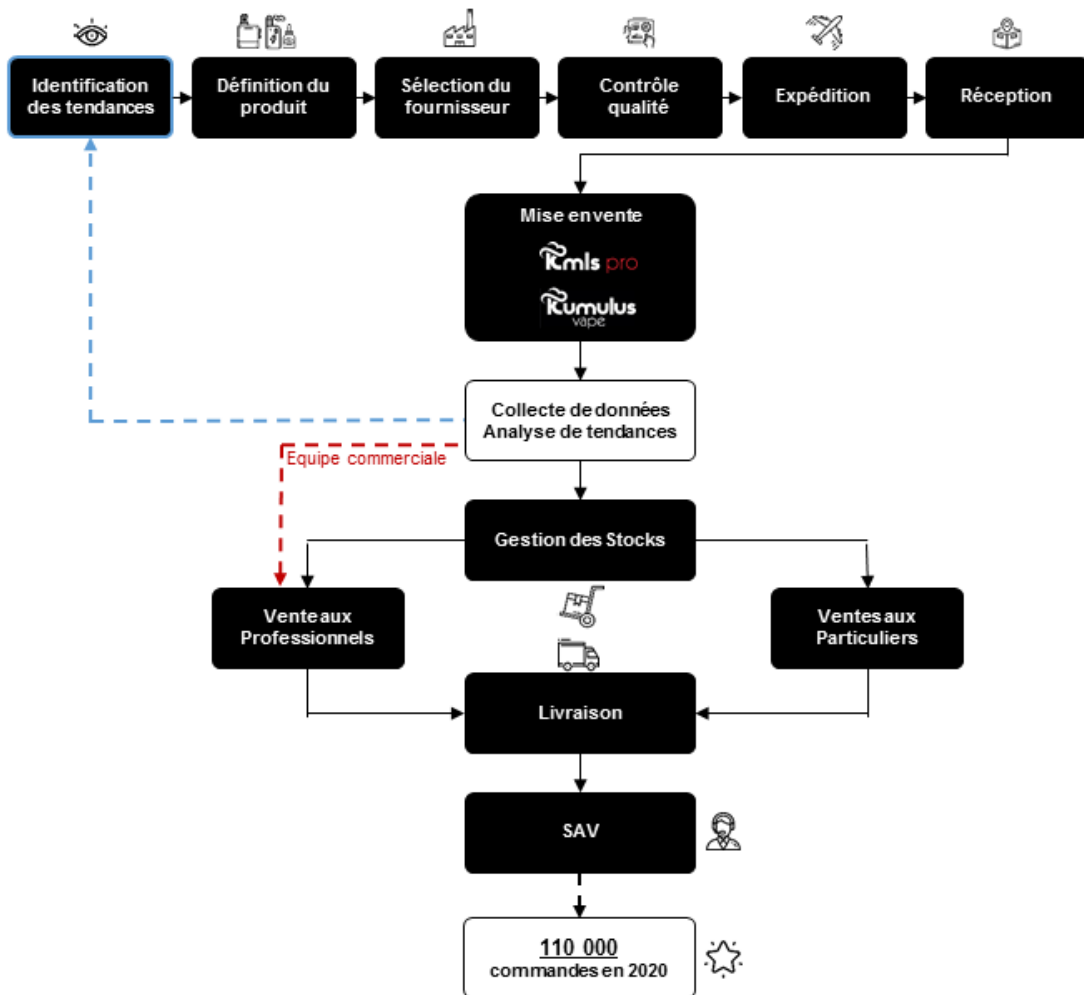 Identification
des tendances
Définition du
produit
Sélection du
fournisseur
Contrôle
qualité
Expédition
Réception
Mise en vente
Kmls pro
Kumulus
vape
Collecte de données
Analyse de tendances
Equipe commerciale
Gestion des Stocks
Vente aux
Professionnels
Ventes aux
Particuliers
Livraison
SAV
110 000
commandes en 2020